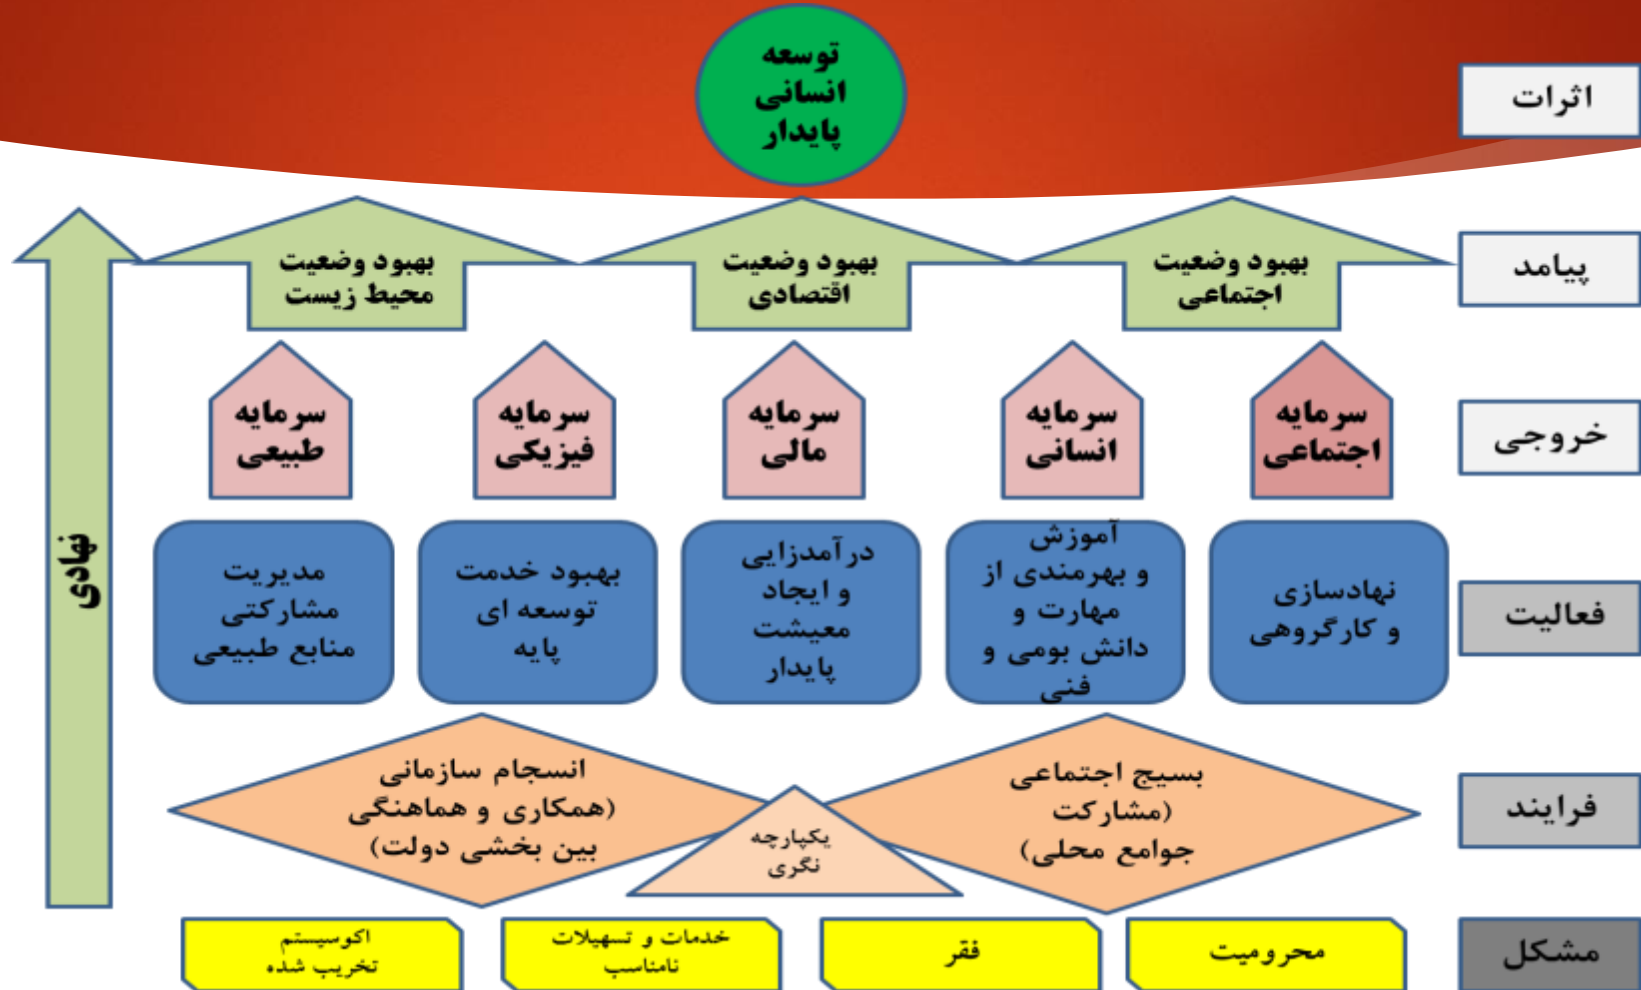 توسعه
انسانی
پایدار
اثرات
بهبود وضعیت
اجتماعی
بهبود وضعیت
اقتصادی
بهبود وضعیت
محیط زیست
پیامد
سرمایه
اجتماعی
سرمایه
انسانی
سرمایه
مالی
سرمایه
فیزیکی
سرمایه
طبیعی
خروجی
نهادسازی
و کارگروهی
آموزش
و بهرمندی از
مهارت و
دانش بومی و
فنی
درآمدزایی
و ایجاد
معیشت
پایدار
بهبود خدمت
توسعه ای
پایه
مدیریت
مشارکتی
منابع طبیعی
فعالیت
نهادی
بسیج اجتماعی
(مشارکت
جوامع محلی)
یکپارچه
نگری
انسجام سازمانی
(همکاری و هماهنگی
بین بخشی دولت)
فرایند
محرومیت
فقر
خدمات و تسهیلات
نامناسب
اکوسیستم
تخریب شده
مشکل